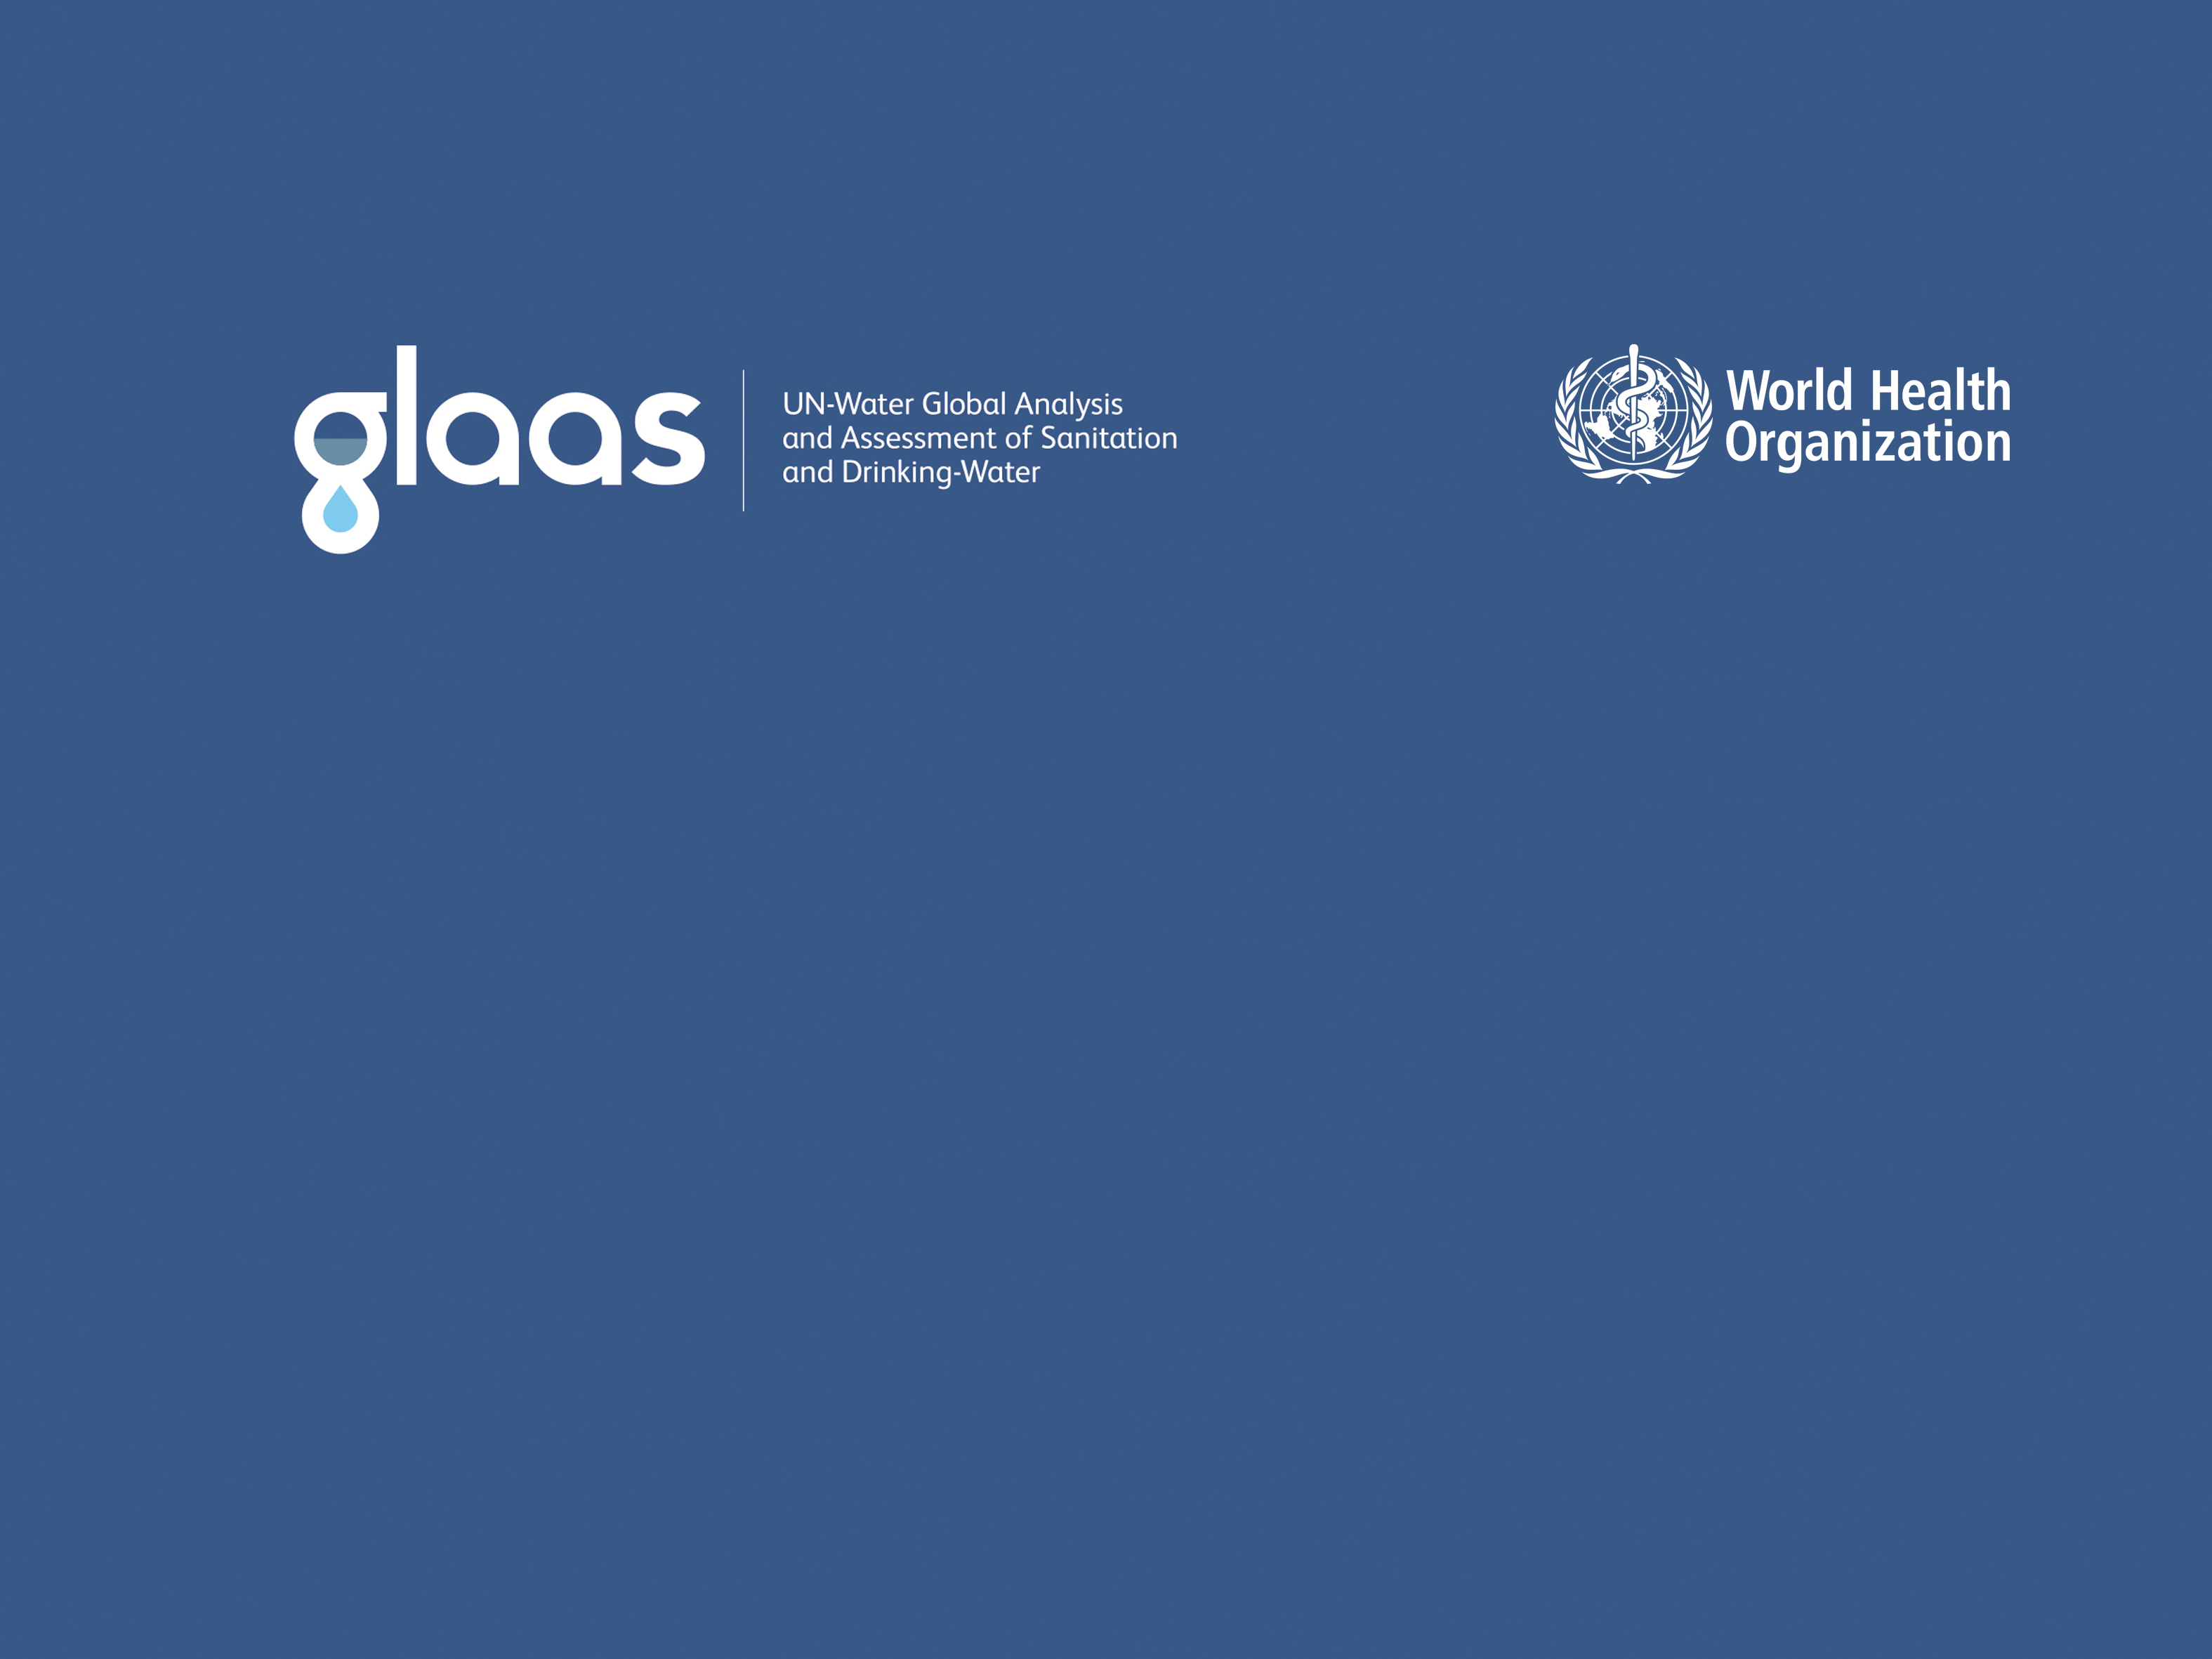 glaas
UN-Water Global Analysis
and Assessment of Sanitation
and Drinking-Water
World Health
Organization